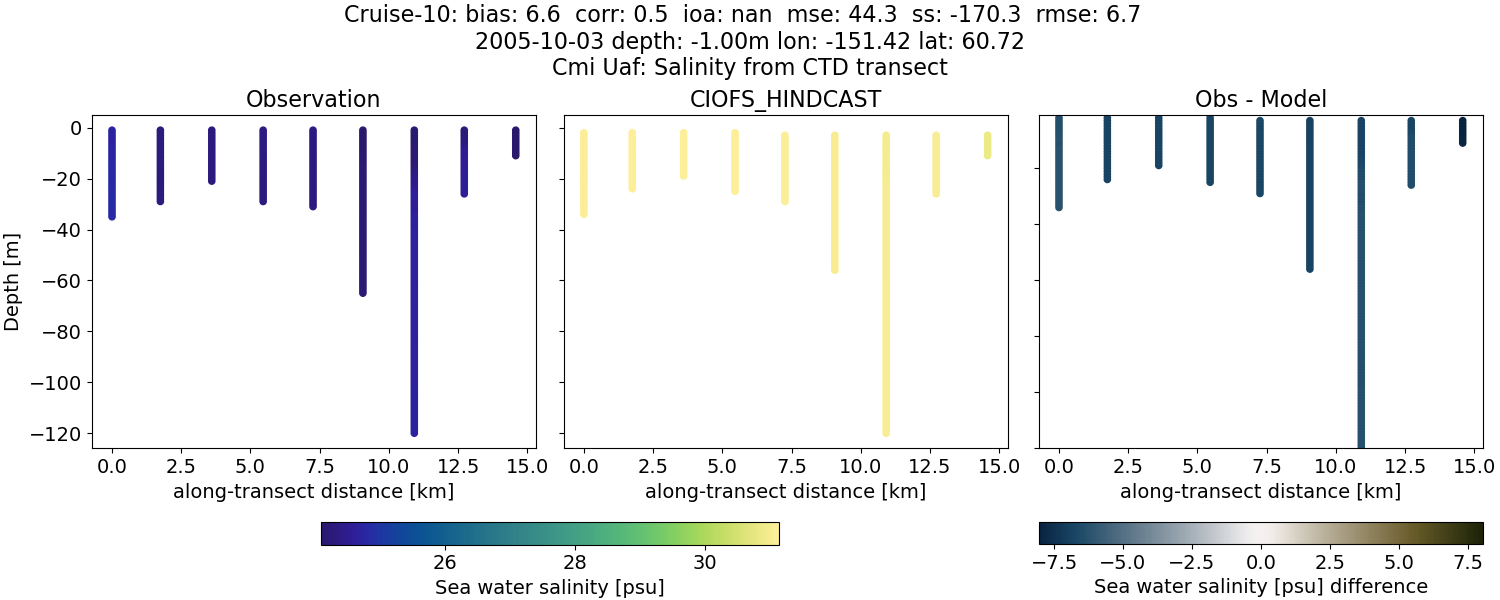 Cruise-10: bias: 6.6  corr: 0.5  ioa: nan  mse: 44.3  ss: -170.3  rmse: 6.7
2005-10-03 depth: -1.00m lon: -151.42 lat: 60.72
Cmi Uaf: Salinity from CTD transect
Observation
CIOFS_HINDCAST
Obs - Model
Depth [m]
0
−20
−40
−60
−80
−100
−120
0.0 2.5 5.0 7.5 10.0 12.5 15.0
0.0 2.5 5.0 7.5 10.0 12.5 15.0
0.0 2.5 5.0 7.5 10.0 12.5 15.0
along-transect distance [km]
along-transect distance [km]
along-transect distance [km]
26 28 30
Sea water salinity [psu]
−7.5 −5.0 −2.5 0.0 2.5 5.0 7.5
Sea water salinity [psu] difference